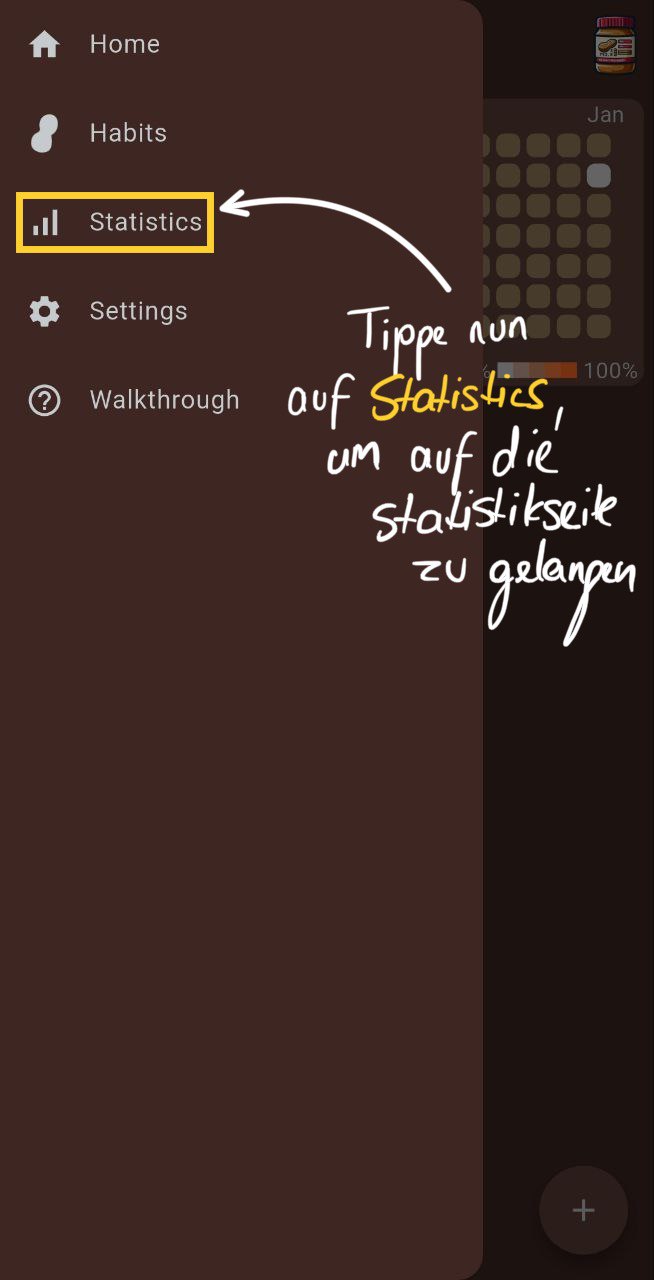 Home
Jan
Habits
Statistics
Settings
Tippe nun
% 100%
auf Statistics,
Walkthrough
um auf die
Statistikseite
zu gelangen
+